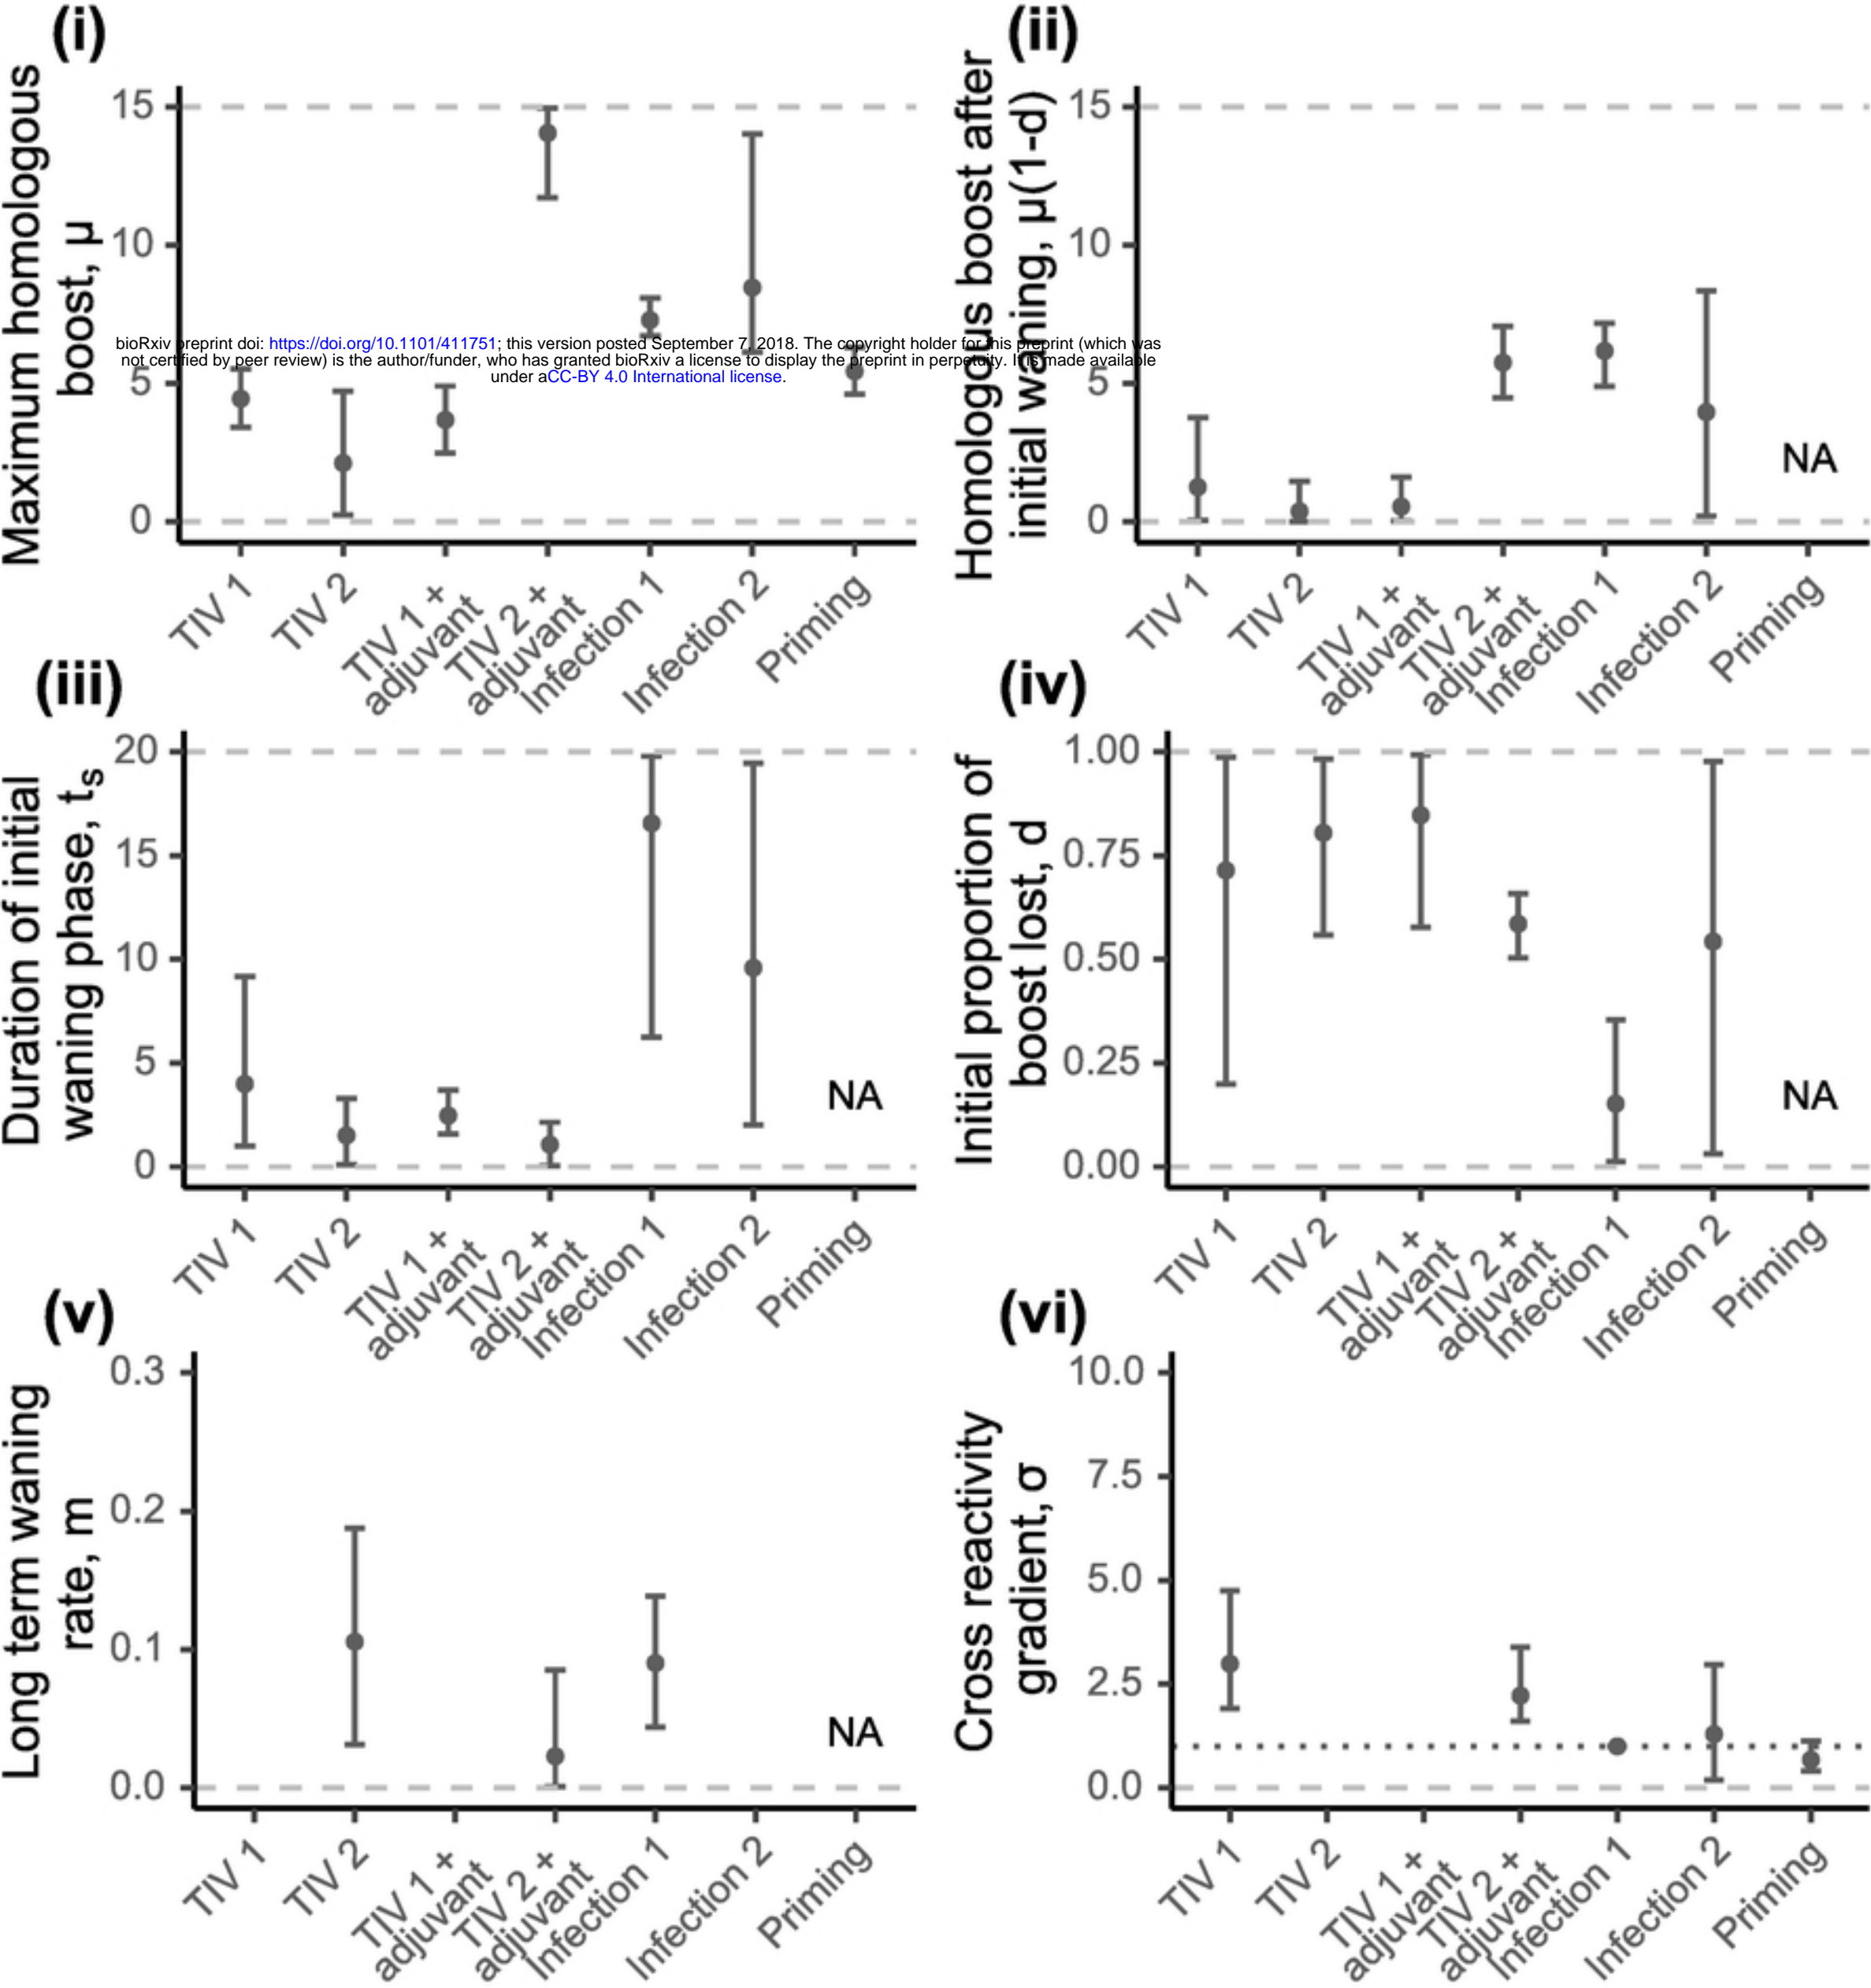 (i)
Maximum homologous
boost, µ
15
10
5
0
TIV 1
TIV 2
TIV 1 +
adjuvant
TIV 2 +
adjuvant
Infection 1
Infection 2
Priming
(ii)
Homologous boost after
initial waning, µ(1-d)
15
10
5
0
NA
TIV 1
TIV 2
TIV 1 +
adjuvant
TIV 2 +
adjuvant
Infection 1
Infection 2
Priming
bioRxiv preprint doi: https://doi.org/10.1101/411751; this version posted September 7, 2018. The copyright holder for this preprint (which was
not certified by peer review) is the author/funder, who has granted bioRxiv a license to display the preprint in perpetuity. It is made available
under aCC-BY 4.0 International license.
(iii)
Duration of initial
waning phase, ts
20
15
10
5
0
NA
TIV 1
TIV 2
TIV 1 +
adjuvant
TIV 2 +
adjuvant
Infection 1
Infection 2
Priming
(iv)
Initial proportion of
boost lost, d
1.00
0.75
0.50
0.25
0.00
NA
TIV 1
TIV 2
TIV 1 +
adjuvant
TIV 2 +
adjuvant
Infection 1
Infection 2
Priming
(v)
Long term waning
rate, m
0.3
0.2
0.1
0.0
NA
TIV 1
TIV 2
TIV 1 +
adjuvant
TIV 2 +
adjuvant
Infection 1
Infection 2
Priming
(vi)
Cross reactivity
gradient, σ
10.0
7.5
5.0
2.5
0.0
TIV 1
TIV 2
TIV 1 +
adjuvant
TIV 2 +
adjuvant
Infection 1
Infection 2
Priming